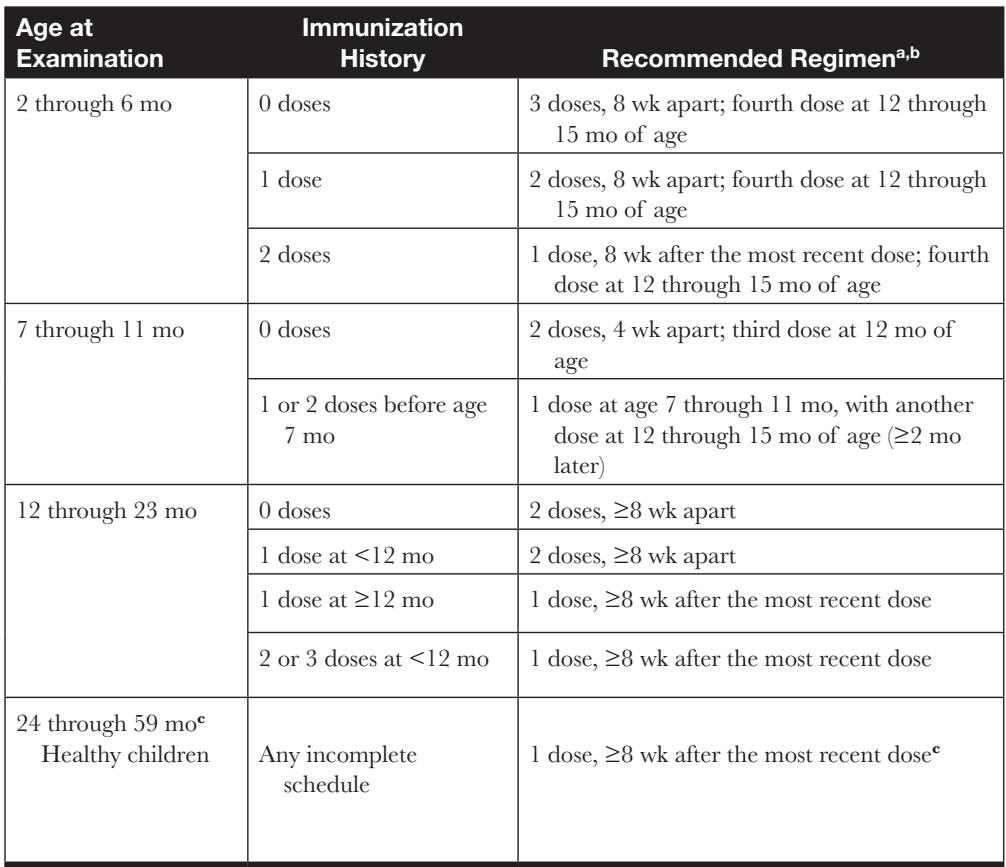 Age at Examination | Immunization History | Recommended Regimenᵃ,ᵇ
2 through 6 mo | 0 doses | 3 doses, 8 wk apart; fourth dose at 12 through
15 mo of age
1 dose | 2 doses, 8 wk apart; fourth dose at 12 through
15 mo of age
2 doses | 1 dose, 8 wk after the most recent dose; fourth
dose at 12 through 15 mo of age
7 through 11 mo | 0 doses | 2 doses, 4 wk apart; third dose at 12 mo of
age
1 or 2 doses before age 7 mo | 1 dose at age 7 through 11 mo, with another
dose at 12 through 15 mo of age (≥2 mo
later)
12 through 23 mo | 0 doses | 2 doses, ≥8 wk apart
1 dose at <12 mo | 2 doses, ≥8 wk apart
1 dose at ≥12 mo | 1 dose, ≥8 wk after the most recent dose
2 or 3 doses at <12 mo | 1 dose, ≥8 wk after the most recent dose
24 through 59 moᶜ
Healthy children | Any incomplete schedule | 1 dose, ≥8 wk after the most recent doseᶜ